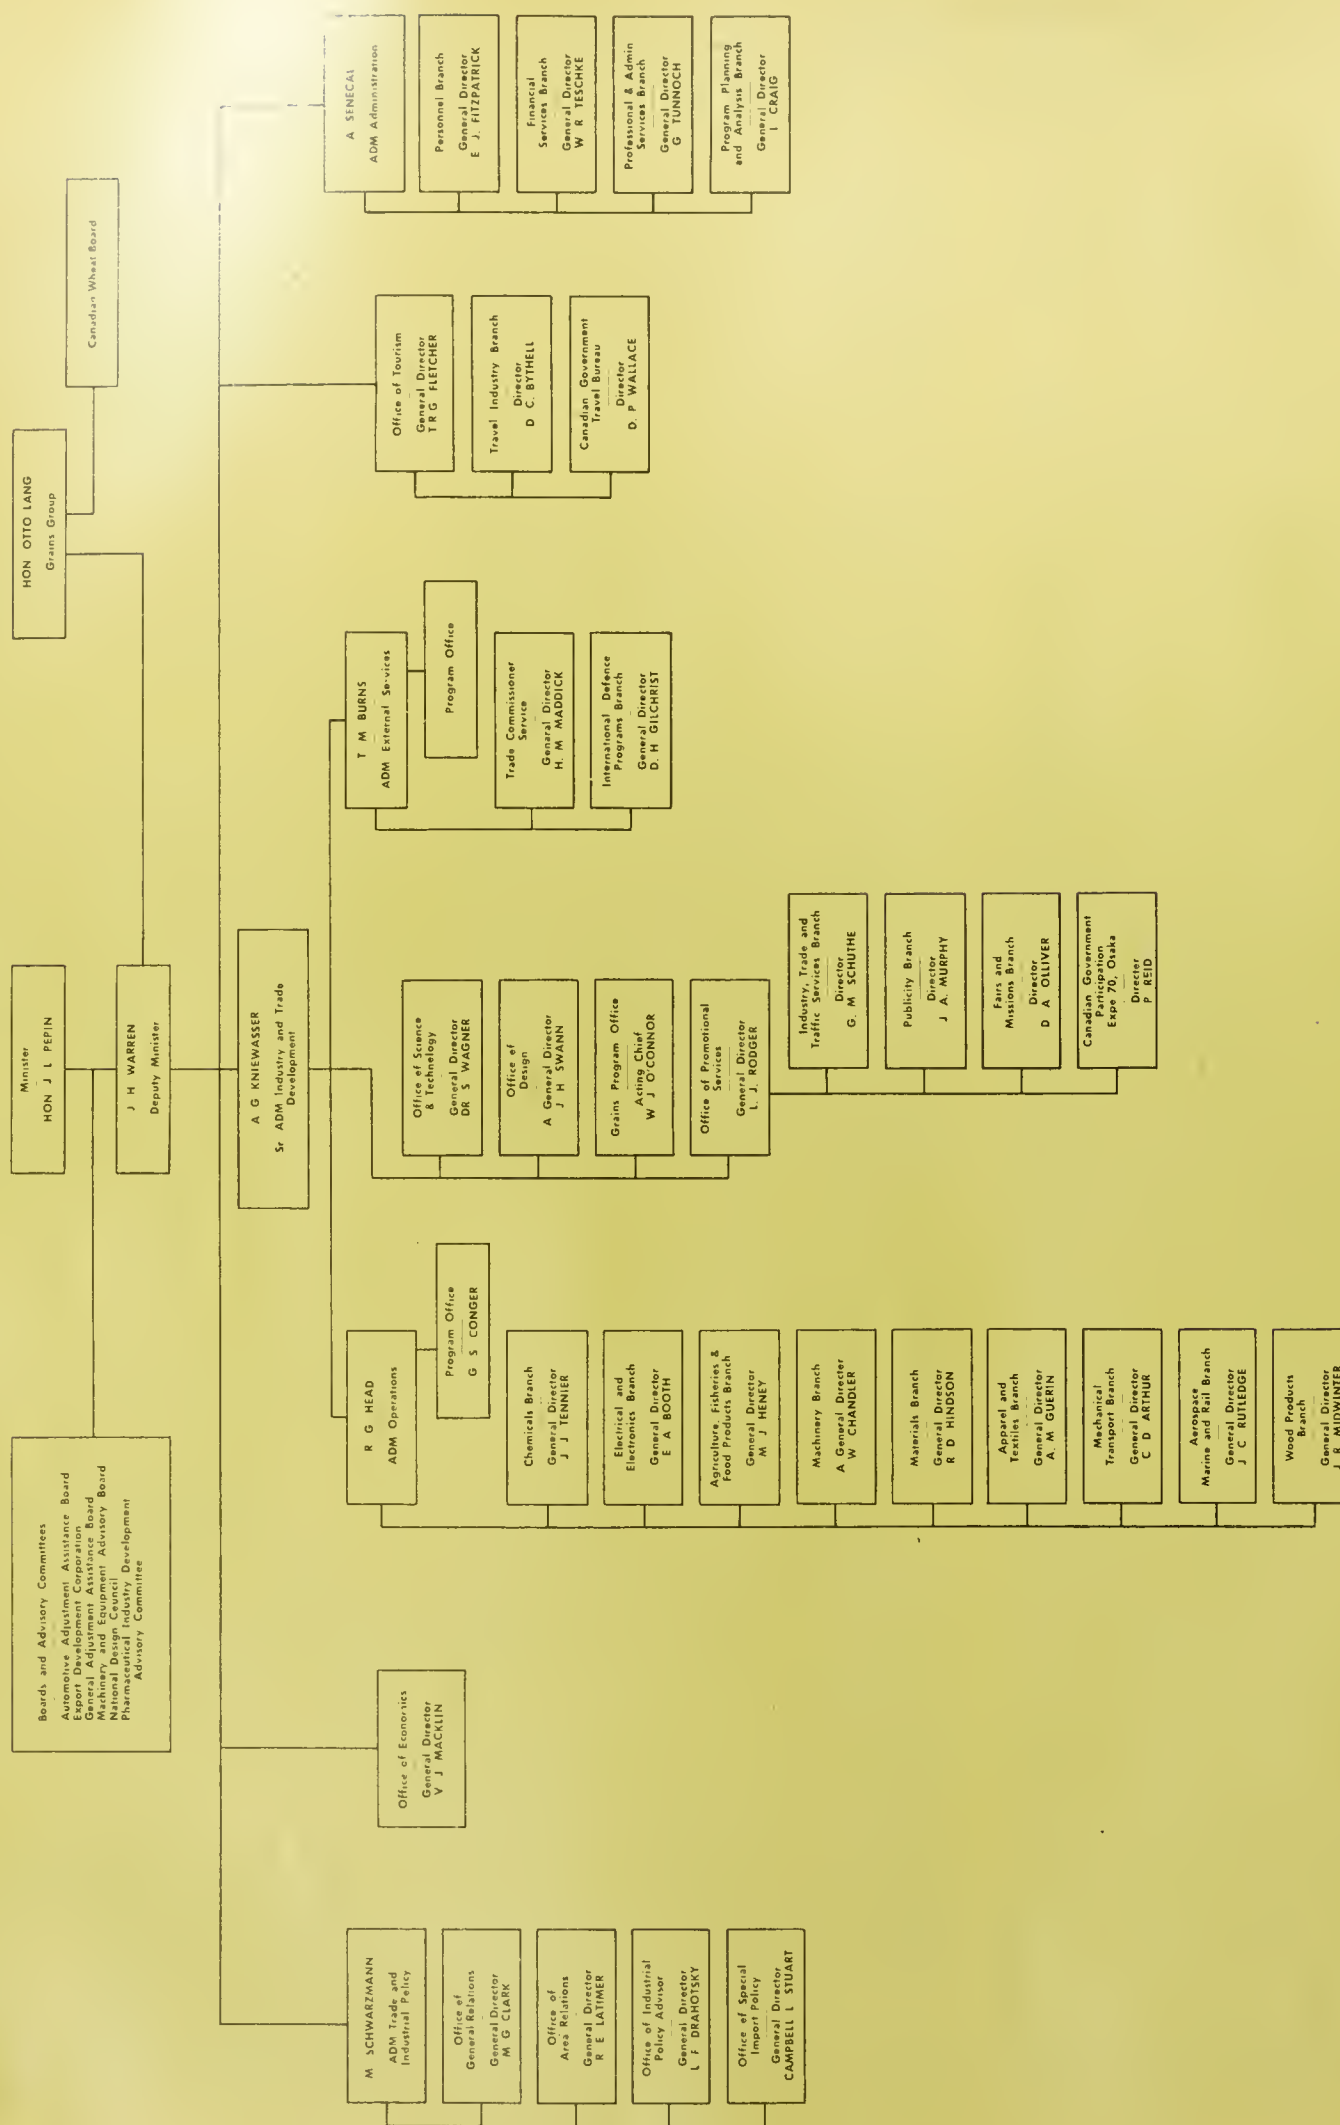 Minister
HON J L PEPIN
HON OTTO LANG
Grains Group
Canadian Wheat Board
Boards and Advisory Committees
Automotive Adjustment Assistance Board
Export Development Corporation
General Adjustment Assistance Board
Machinery and Equipment Advisory Board
National Design Council
Pharmaceutical Industry Development
Advisory Committee
J H WARREN
Deputy Minister
A G KNIEWASSER
Sr ADM Industry and Trade
Development
M SCHWARZMANN
ADM Trade and
Industrial Policy
Office of
General Relations
General Director
M G CLARK
Office of
Area Relations
General Director
R E LATIMER
Office of Industrial
Policy Advisor
General Director
L F DRAHOTSKY
Office of Special
Import Policy
General Director
CAMPBELL L STUART
Office of Economics
General Director
V J MACKLIN
R G HEAD
ADM Operations
Program Office
G S CONGER
Chemicals Branch
General Director
J J TENNIER
Electrical and
Electronics Branch
General Director
E A BOOTH
Agriculture, Fisheries &
Food Products Branch
General Director
M J HENEY
Machinery Branch
A General Director
W CHANDLER
Materials Branch
General Director
R D HINDSON
Apparel and
Textiles Branch
General Director
A. M GUERIN
Mechanical
Transport Branch
General Director
C D ARTHUR
Aerospace
Marine and Rail Branch
General Director
J C RUTLEDGE
Wood Products
Branch
General Director
J R MIDWINTER
Office of Science
& Technology
General Director
DR S WAGNER
Office of
Design
A General Director
J H SWANN
Grains Program Office
Acting Chief
W J O'CONNOR
Office of Promotional
Services
General Director
L. J. RODGER
Industry, Trade and
Traffic Services Branch
Director
G. M SCHUTHE
Publicity Branch
Director
J A. MURPHY
Fairs and
Missions Branch
Director
D A OLLIVER
Canadian Government
Participation
Expe 70, Osaka
Directer
P REID
T M BURNS
ADM External Services
Program Office
Trade Commissioner
Service
General Director
H. M MADDICK
International Defence
Programs Branch
General Director
D. H GILCHRIST
Office of Tourism
General Director
T R G FLETCHER
Travel Industry Branch
Director
D C. BYTHELL
Canadian Government
Travel Bureau
Director
D. P WALLACE
A SENECAL
ADM Administration
Personnel Branch
General Director
E J. FITZPATRICK
Financial
Services Branch
General Director
W R TESCHKE
Professional & Admin
Services Branch
General Director
G TUNNOCH
Program Planning
and Analysis Branch
General Director
I CRAIG